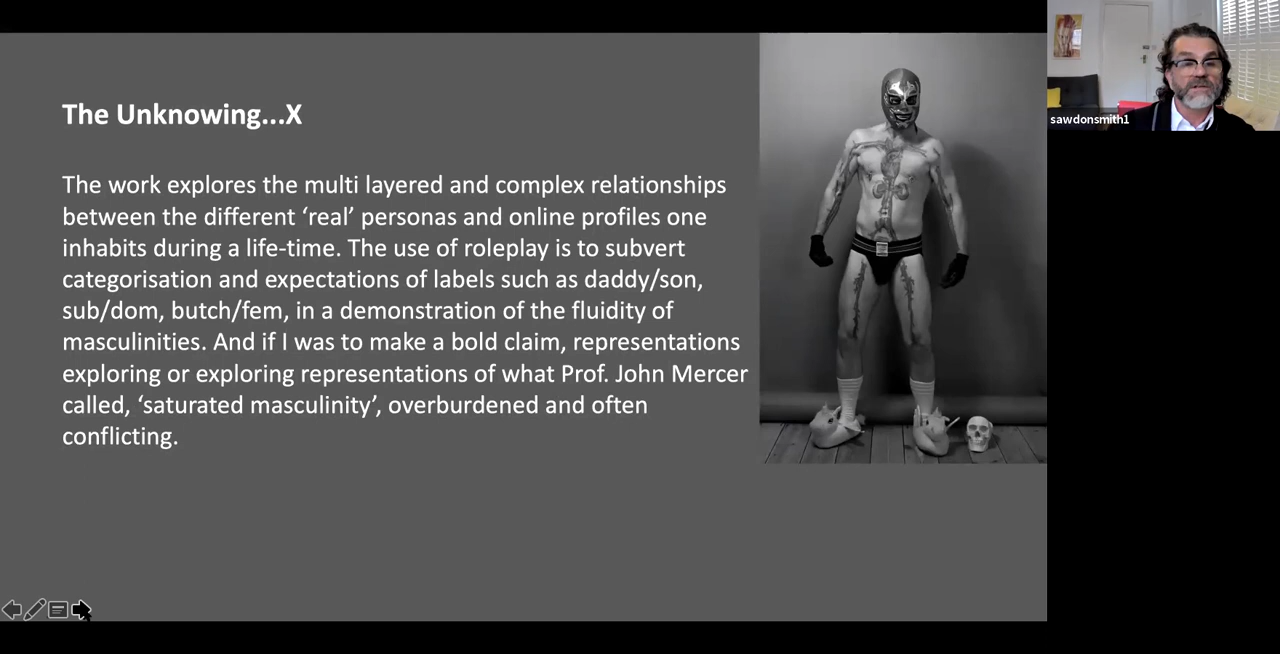 The Unknowing...X
The work explores the multi layered and complex relationships
between the different ‘real’ personas and online profiles one
inhabits during a life-time. The use of roleplay is to subvert
categorisation and expectations of labels such as daddy/son,
sub/dom, butch/fem, in a demonstration of the fluidity of
masculinities. And if I was to make a bold claim, representations
exploring or exploring representations of what Prof. John Mercer
called, ‘saturated masculinity’, overburdened and often
conflicting.
sawdonsmith1